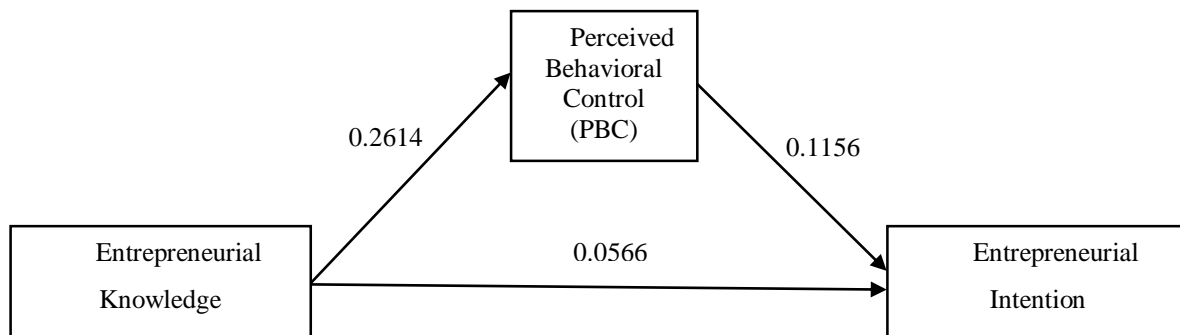 Perceived
Behavioral
Control
(PBC)
0.2614
0.1156
Entrepreneurial
Knowledge
0.0566
Entrepreneurial
Intention